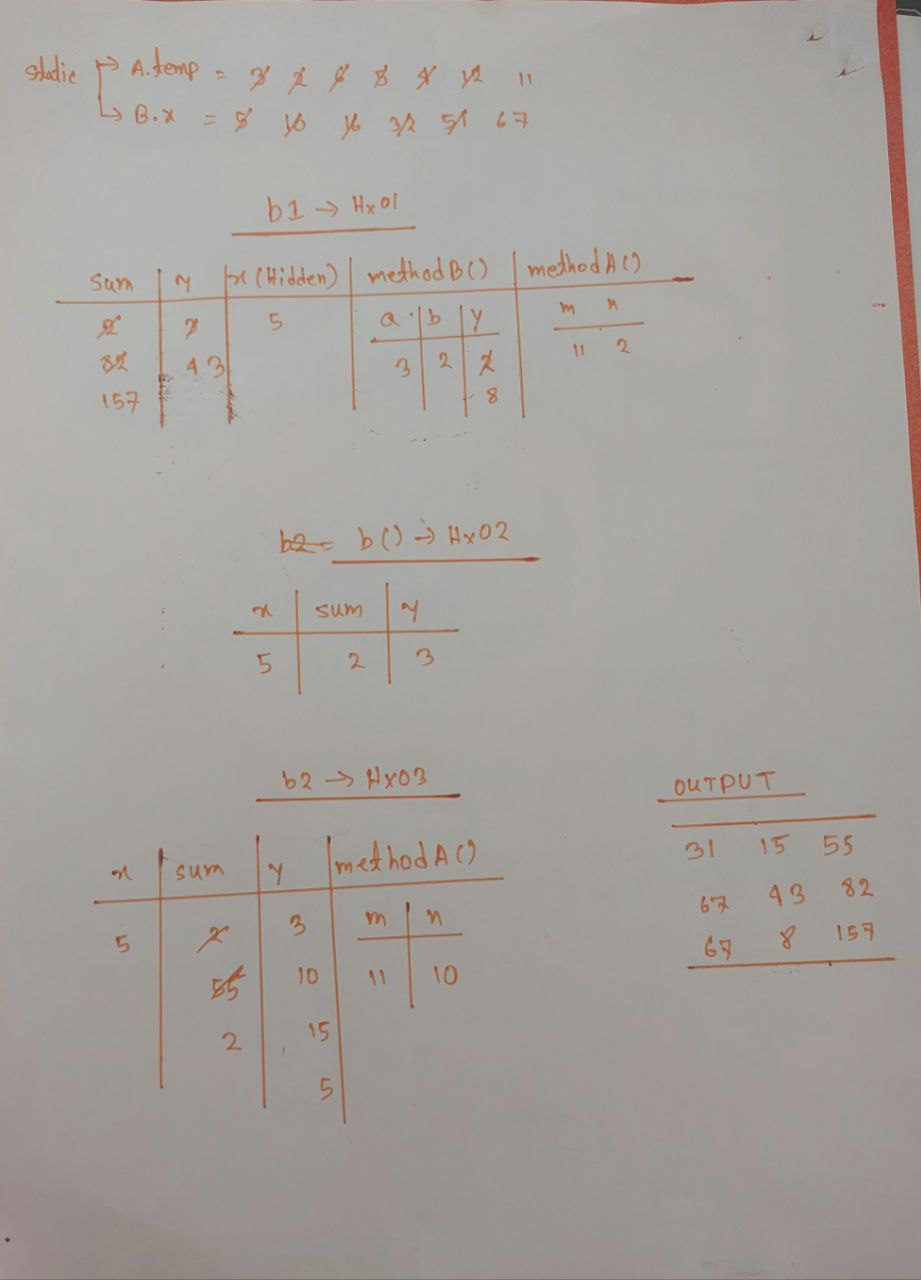 Static → A.temp = 3 2 6 8 4 12 11
→ B.x = 5 10 16 32 51 67
b1 → Hx01
sum y x (Hidden) methodB() methodA()
2 3 5 a b y m n
82 43 3 2 2 11 2
157 8
b2= b() → Hx02
x sum y
5 2 3
b2 → Hx03
x sum y methodA()
5 2 3 m n
55 10 11 10
2 15
5
OUTPUT
31 15 55
67 43 82
67 8 157